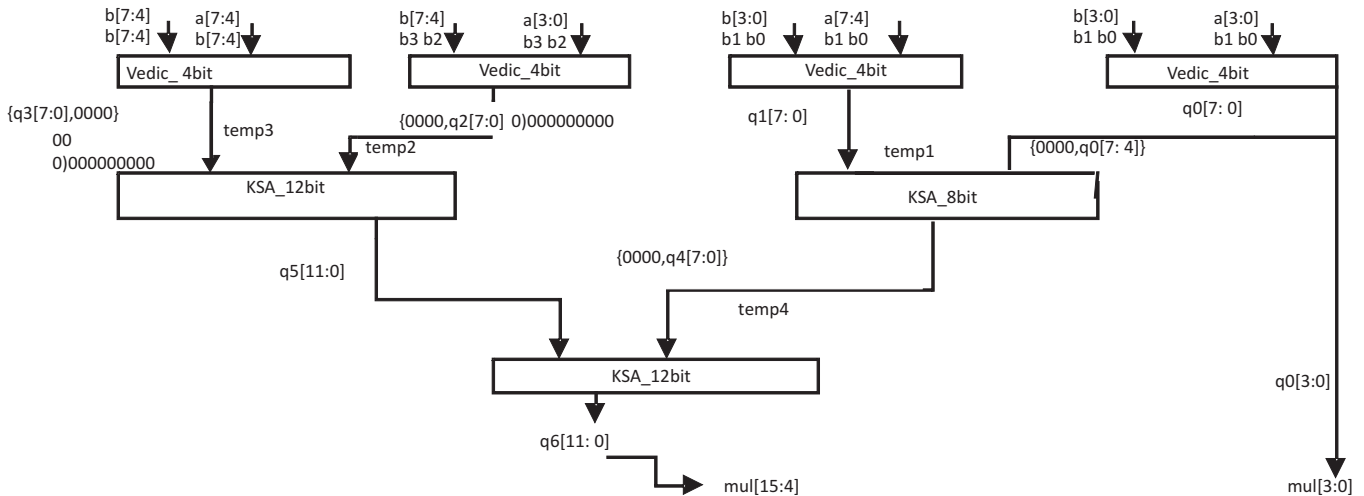 b[7:4] a[7:4] b[7:4] a[3:0] b[3:0] a[7:4] b[3:0] a[3:0]
b[7:4] b[7:4] b3 b2 b3 b2 b1 b0 b1 b0 b1 b0 b1 b0
Vedic_ 4bit Vedic_4bit Vedic_4bit Vedic_4bit
{q3[7:0],0000} {0000,q2[7:0] 0)000000000 q1[7: 0] q0[7: 0]
00 temp3
0)000000000 temp2 temp1 {0000,q0[7: 4]}
KSA_12bit KSA_8bit
q5[11:0] {0000,q4[7:0]}
temp4
KSA_12bit q0[3:0]
q6[11: 0]
mul[15:4] mul[3:0]